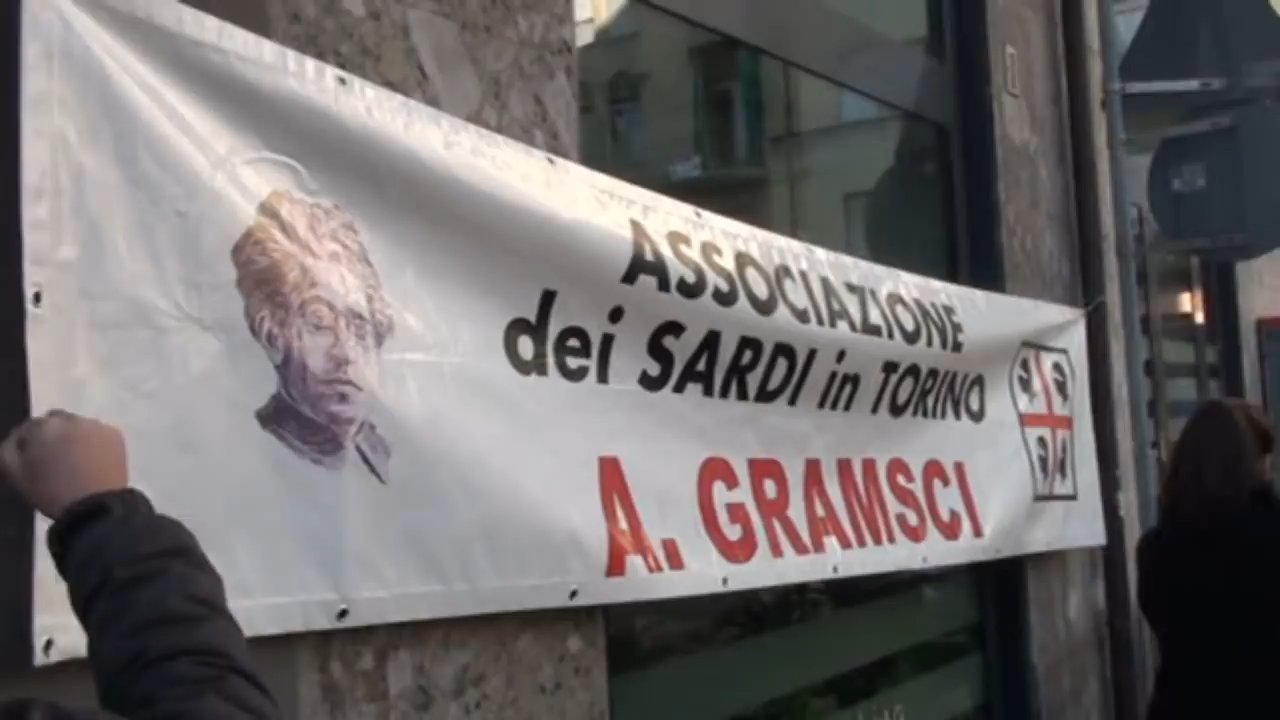 ASSOCIAZIONE
dei SARDI in TORINO
A. GRAMSCI